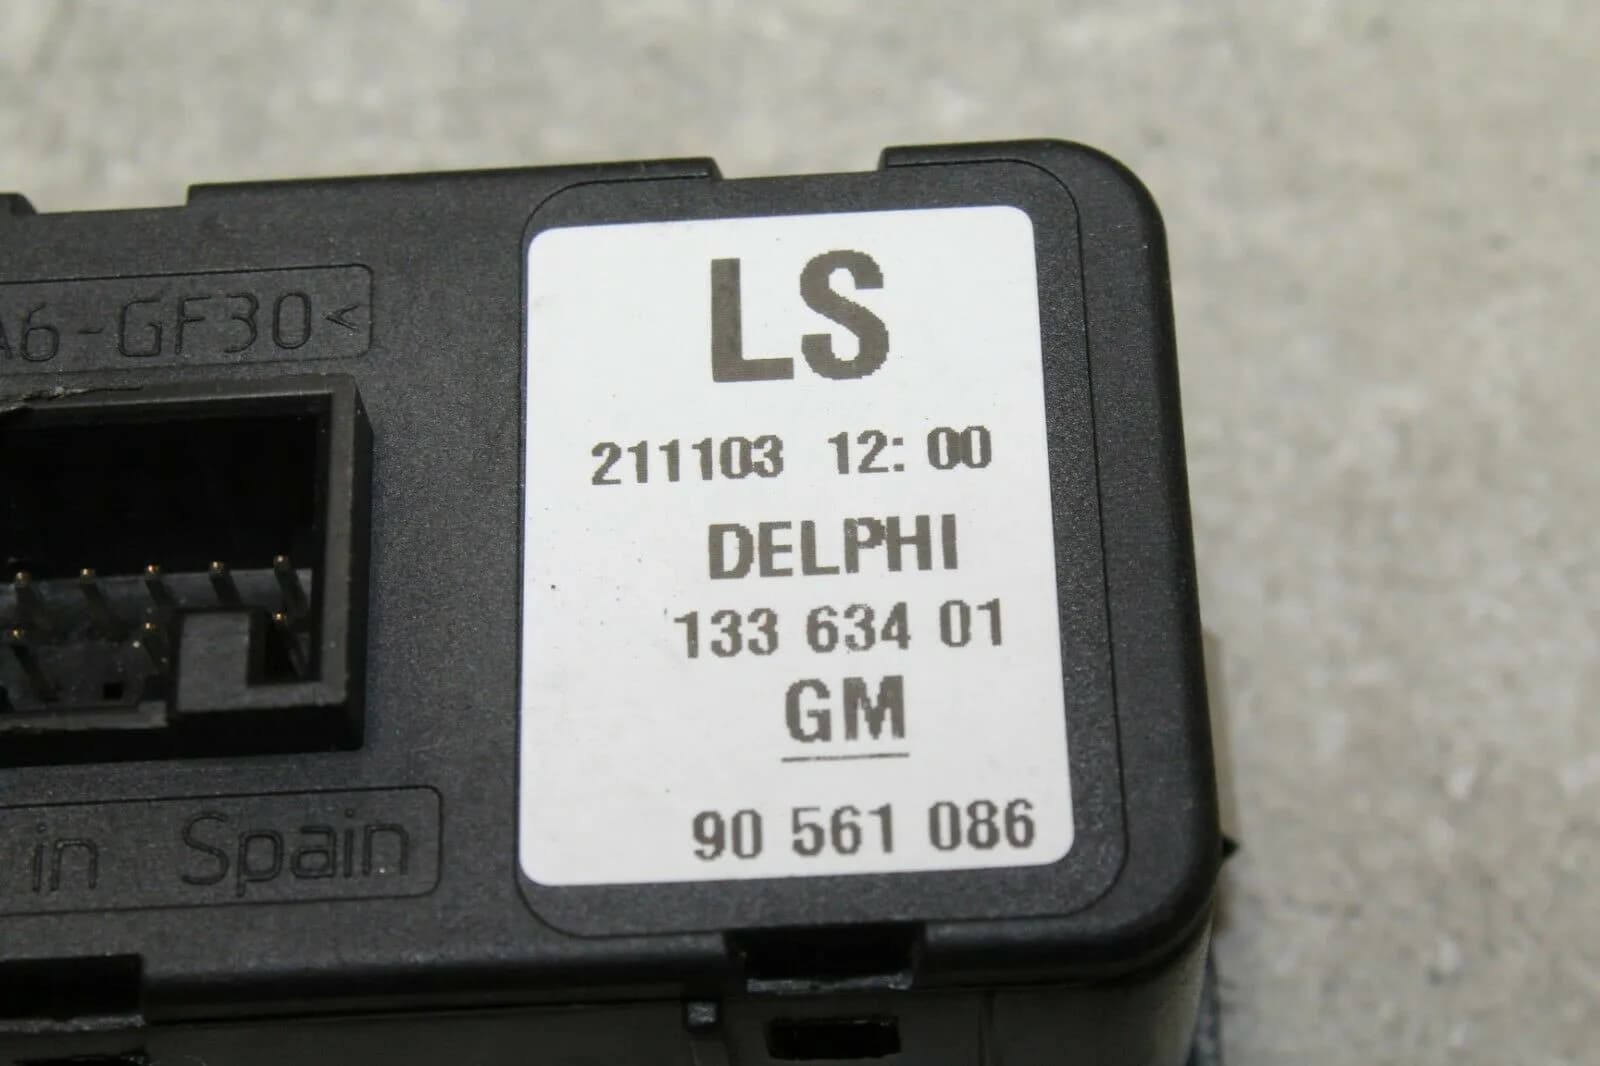 LS
A6-GF30<
211103 12:00
DELPHI
133 634 01
GM
90 561 086
in Spain